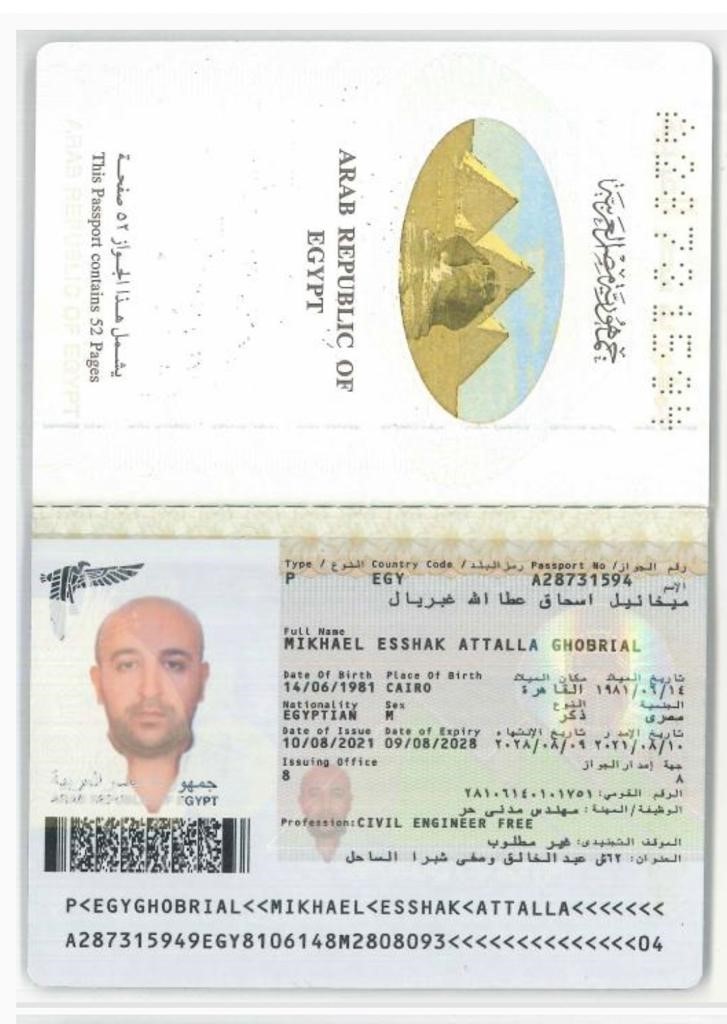 جمهورية مصر العربية
ARAB REPUBLIC OF
EGYPT
يشمل هذا الجواز ٥٢ صفحة
This Passport contains 52 Pages
ARAB REPUBLIC OF EGYPT
Type / النوع Country Code / رمز البلد Passport No / رقم الجواز
P EGY A28731594
الاسم
ميخائيل اسحاق عطا الله غبريال
Full Name
MIKHAEL ESSHAK ATTALLA GHOBRIAL
Date Of Birth Place Of Birth مكان الميلاد تاريخ الميلاد
14/06/1981 CAIRO القاهرة ١٩٨١/٠٦/١٤
Nationality Sex النوع الجنسية
EGYPTIAN M ذكر مصرى
Date of Issue Date of Expiry تاريخ الانتهاء تاريخ الإصدار
10/08/2021 09/08/2028 ٢٠٢٨/٠٨/٠٩ ٢٠٢١/٠٨/١٠
Issuing Office جهة إصدار الجواز
8 ٨
الرقم القومى: ٢٨١٠٦١٤٠١٠١٧٥١
الوظيفة/المهنة: مهندس مدنى حر
Profession:CIVIL ENGINEER FREE
الموقف التجنيدى: غير مطلوب
العنوان: ٦٢ش عبد الخالق وصفى شبرا الساحل
جمهورية مصر العربية
ARAB REPUBLIC OF EGYPT
P<EGYGHOBRIAL<<MIKHAEL<ESSHAK<ATTALLA<<<<<<<
A287315949EGY8106148M2808093<<<<<<<<<<<<<<04